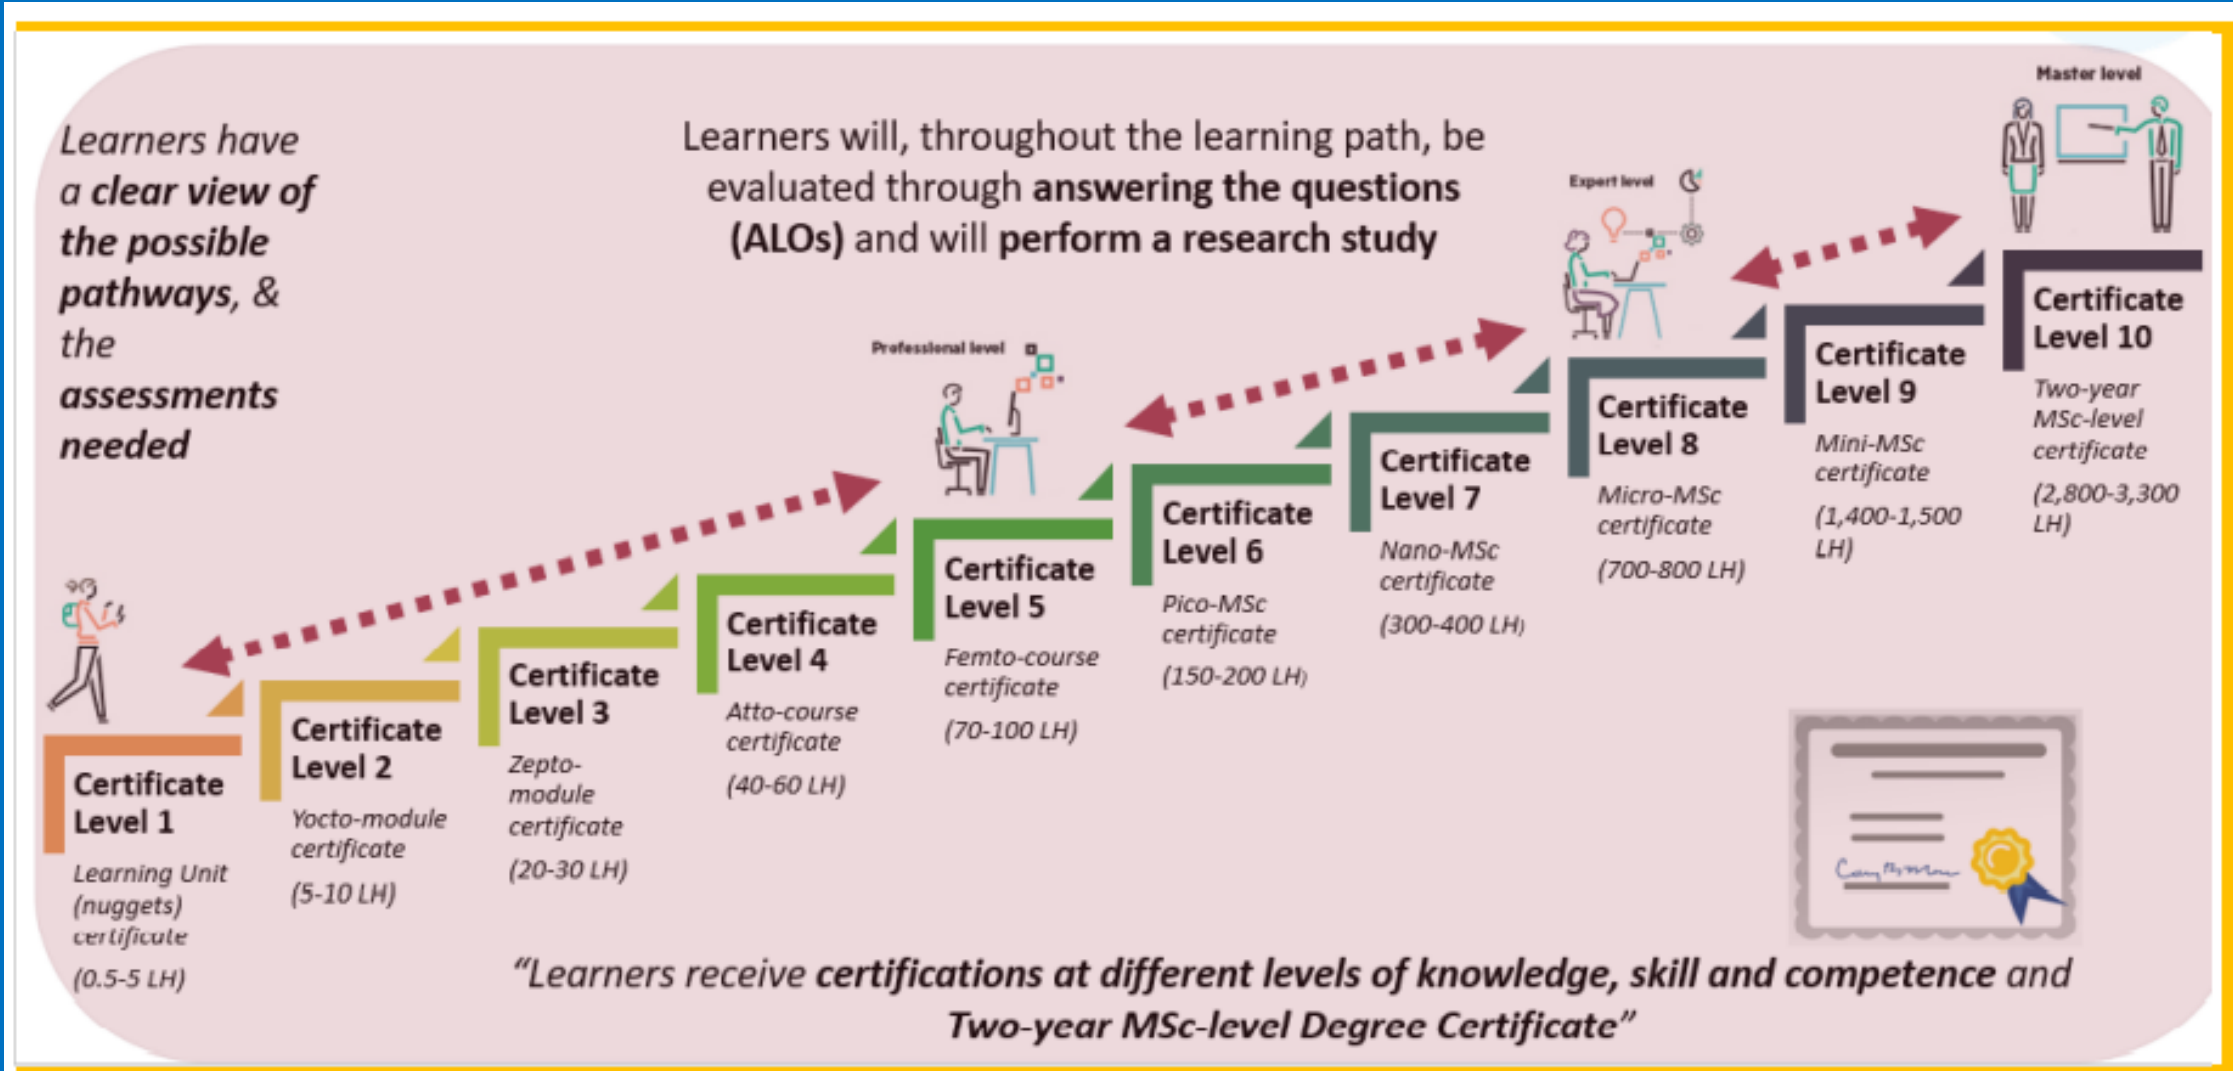 Learners have
a clear view of
the possible
pathways, &
the
assessments
needed
Learners will, throughout the learning path, be
evaluated through answering the questions
(ALOs) and will perform a research study
Professional level
Expert level
Master level
Certificate
Level 1
Learning Unit
(nuggets)
certificate
(0.5-5 LH)
Certificate
Level 2
Yocto-module
certificate
(5-10 LH)
Certificate
Level 3
Zepto-
module
certificate
(20-30 LH)
Certificate
Level 4
Atto-course
certificate
(40-60 LH)
Certificate
Level 5
Femto-course
certificate
(70-100 LH)
Certificate
Level 6
Pico-MSc
certificate
(150-200 LH)
Certificate
Level 7
Nano-MSc
certificate
(300-400 LH)
Certificate
Level 8
Micro-MSc
certificate
(700-800 LH)
Certificate
Level 9
Mini-MSc
certificate
(1,400-1,500
LH)
Certificate
Level 10
Two-year
MSc-level
certificate
(2,800-3,300
LH)
“Learners receive certifications at different levels of knowledge, skill and competence and
Two-year MSc-level Degree Certificate”